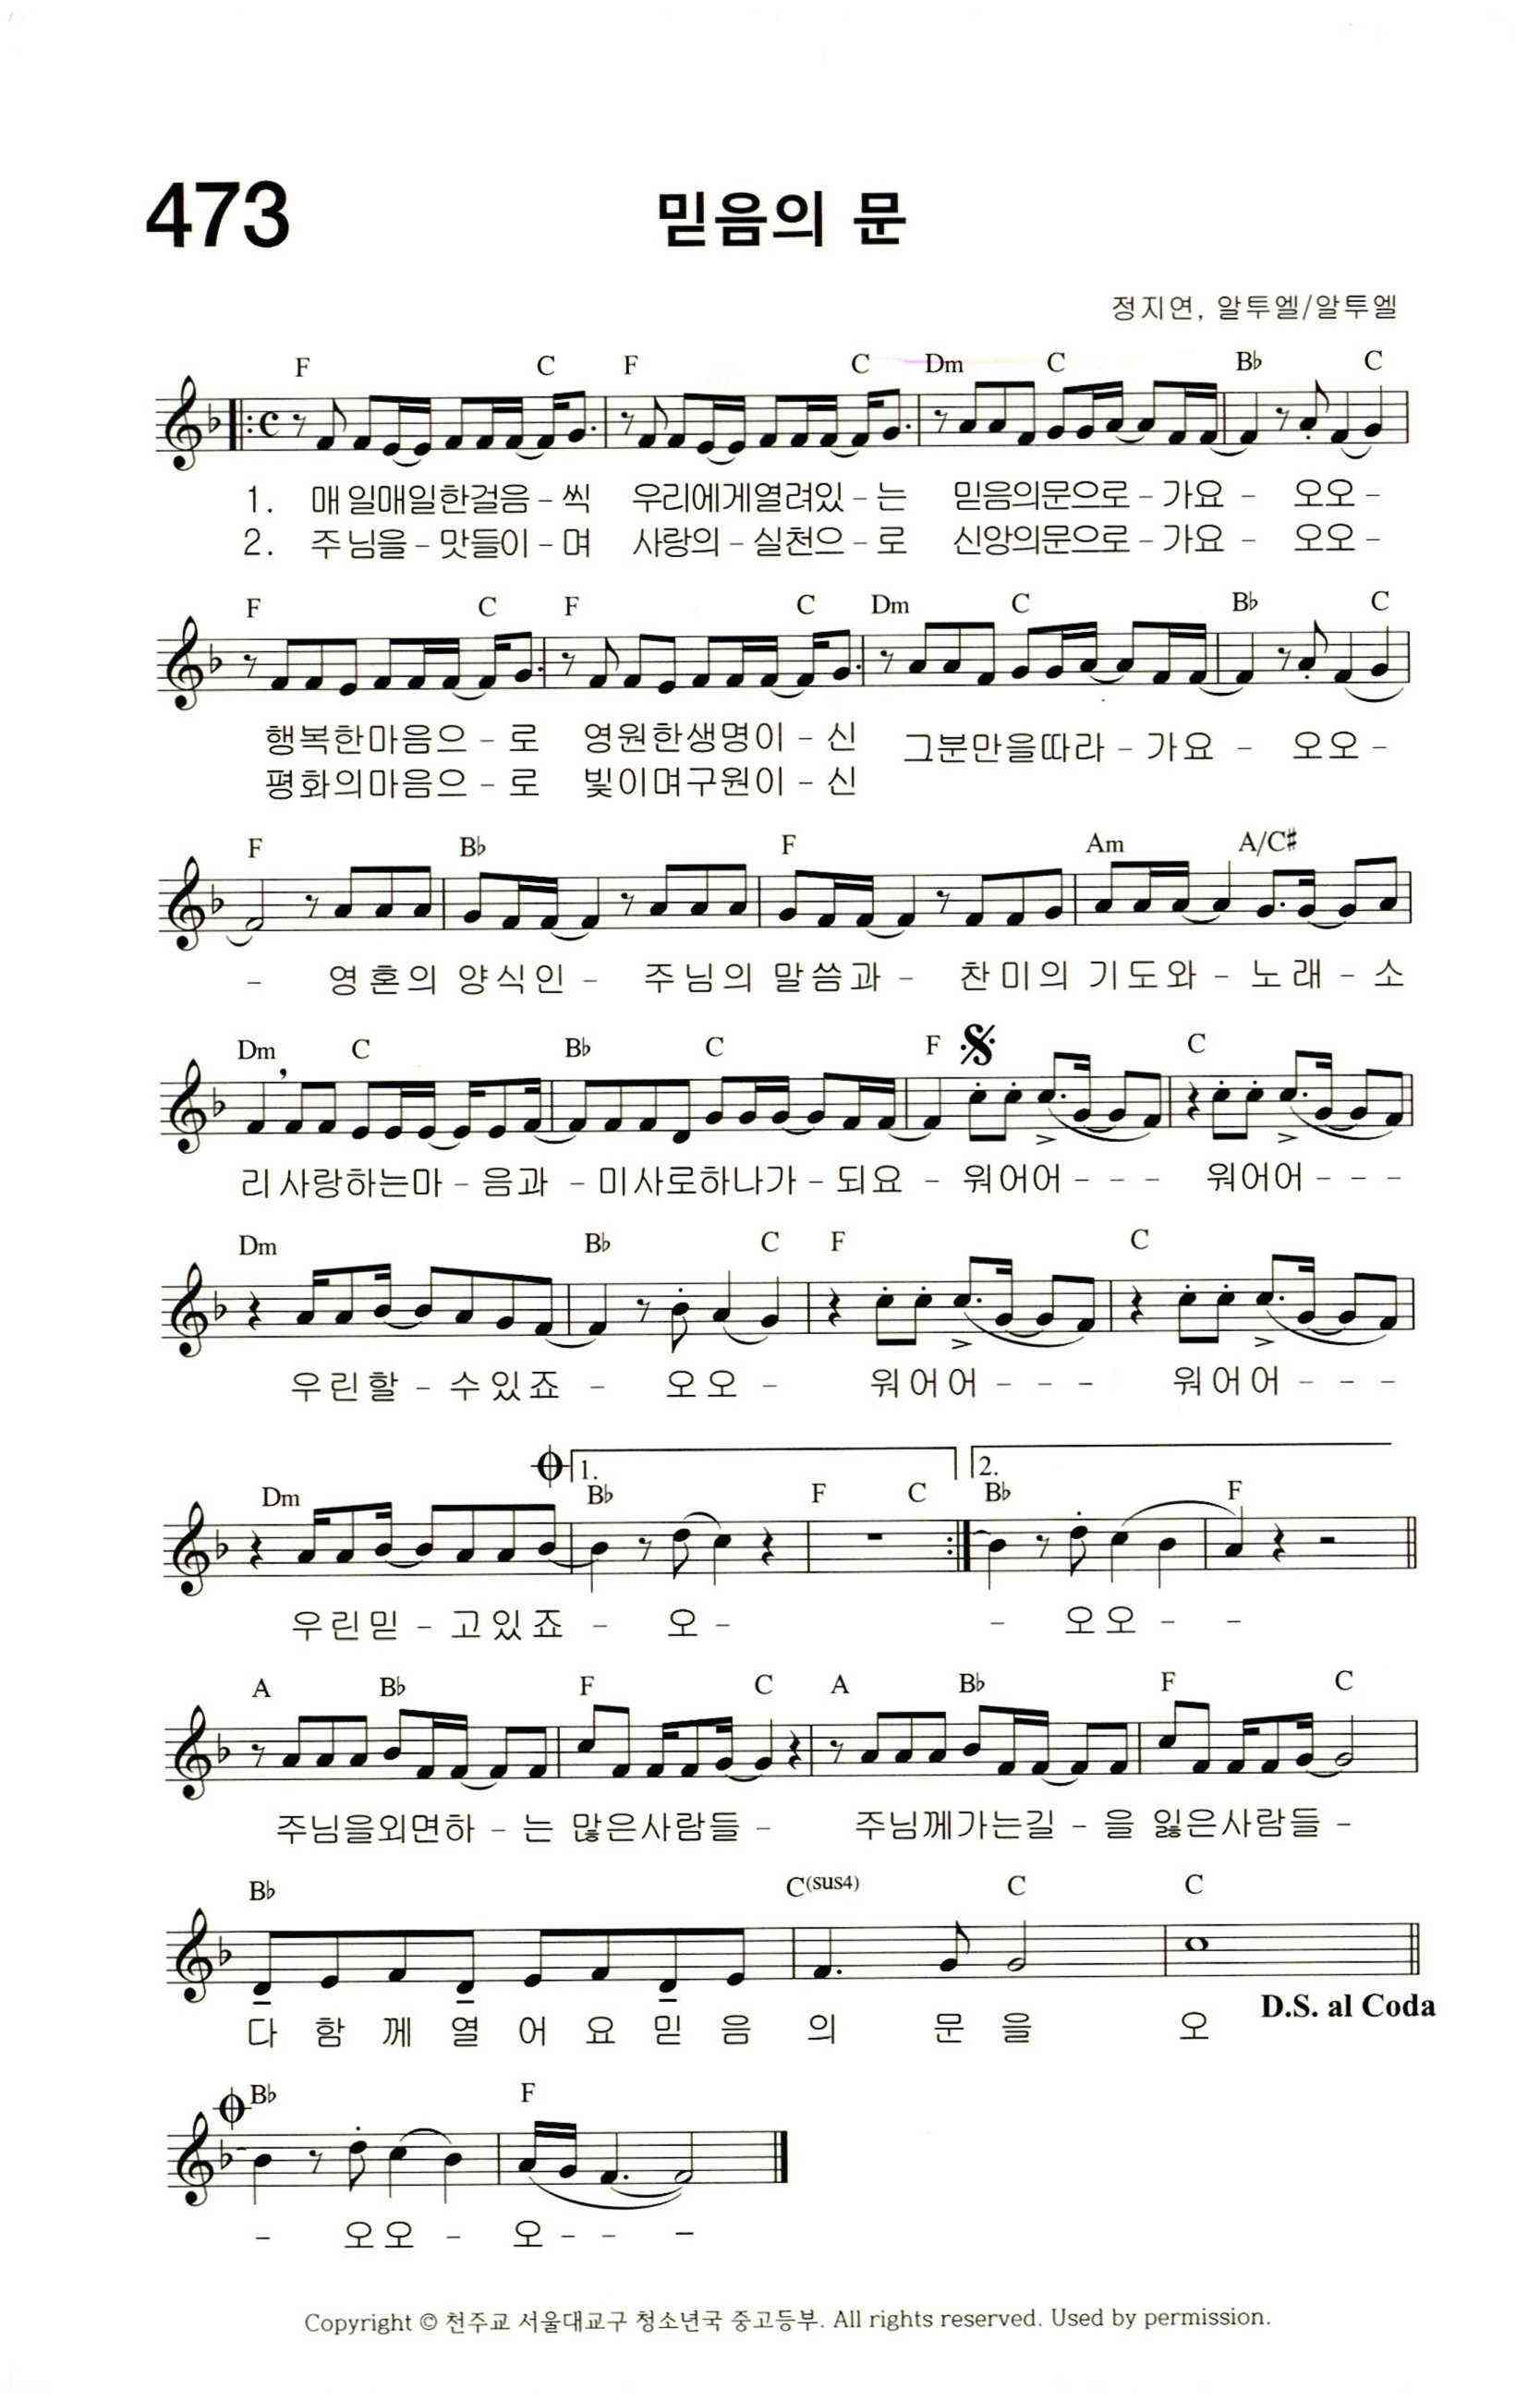 473
믿음의 문
정지연, 알투엘/알투엘
F C F C Dm C B♭ C
1. 매일매일한걸음-씩 우리에게열려있-는 믿음의문으로-가요 - 오오-
2. 주님을-맛들이-며 사랑의-실천으-로 신앙의문으로-가요 - 오오-
F C F C Dm C B♭ C
행복한마음으-로 영원한생명이-신 그분만을따라-가요 - 오오-
평화의마음으-로 빛이며구원이-신
F B♭ F Am A/C#
- 영혼의 양식인- 주님의 말씀과- 찬미의 기도와-노래-소
Dm C B♭ C F C
리사랑하는마-음과 -미사로하나가-되요 - 워어어--- 워어어---
Dm B♭ C F C
우린할-수있죠 - 오오- 워어어--- 워어어---
1. 2.
Dm B♭ F C B♭ F
우린믿-고있죠 - 오- - 오오- -
A B♭ F C A B♭ F C
주님을외면하-는 많은사람들- 주님께가는길-을 잃은사람들-
B♭ C(sus4) C C
D.S. al Coda
다함께열어요믿음의 문을 오
B♭ F
- 오오- 오-- -
Copyright © 천주교 서울대교구 청소년국 중고등부. All rights reserved. Used by permission.